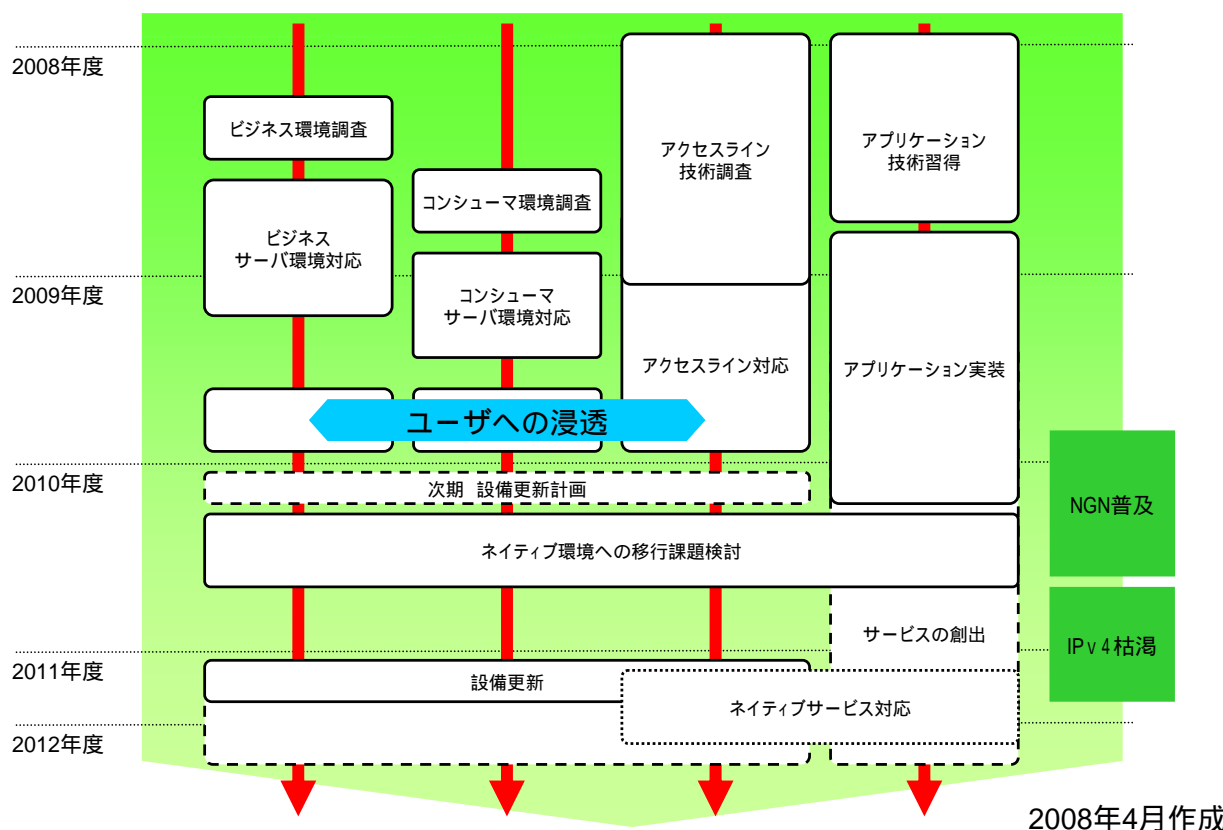 2008年度
ビジネス環境調査
アクセスライン
技術調査
アプリケーション
技術習得
コンシューマ環境調査
ビジネス
サーバ環境対応
2009年度
コンシューマ
サーバ環境対応
アクセスライン対応
アプリケーション実装
ユーザへの浸透
2010年度
次期 設備更新計画
NGN普及
ネイティブ環境への移行課題検討
サービスの創出
IPv4枯渇
2011年度
設備更新
ネイティブサービス対応
2012年度
2008年4月作成